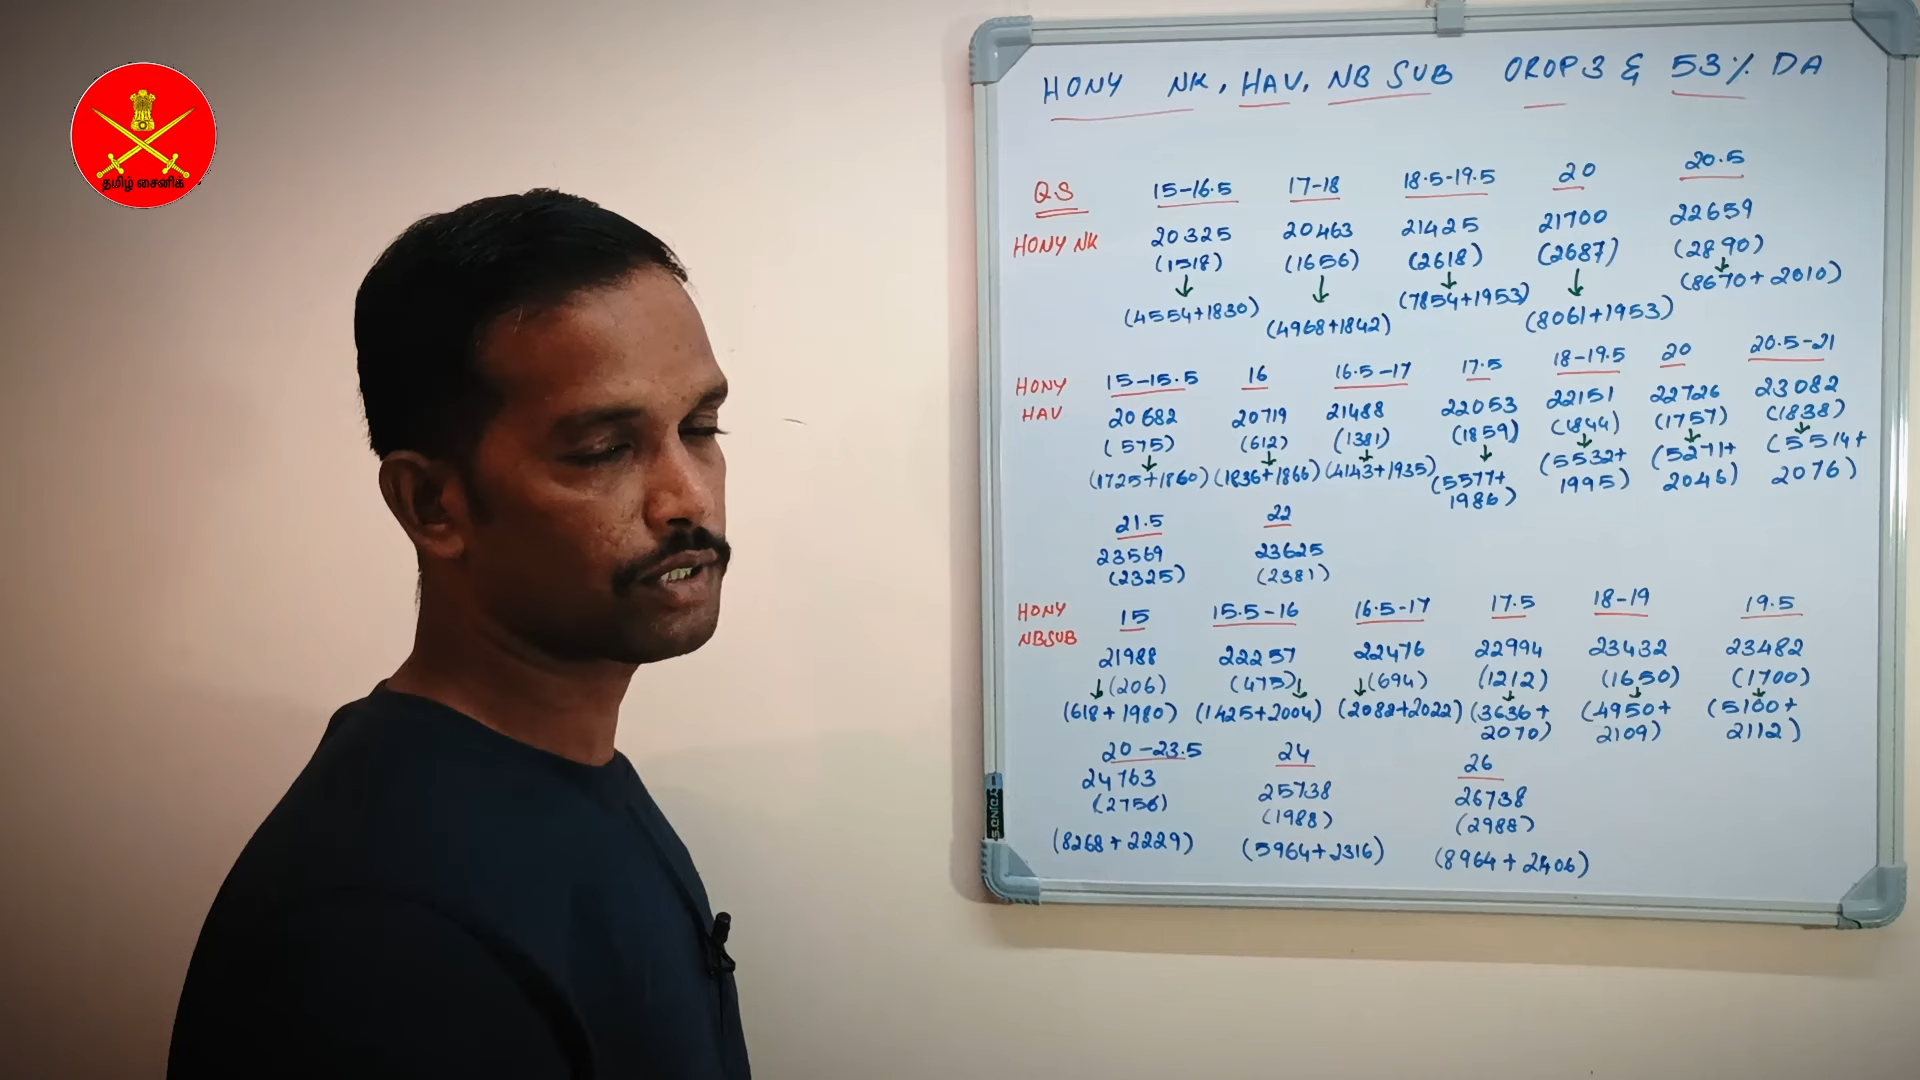 தமிழ் சைனிக்
HONY NK, HAV, NB SUB OROP3 & 53% DA
QS 15-16.5 17-18 18.5-19.5 20 20.5
HONY NK 20325 20463 21425 21700 22659
(1518) (1656) (2618) (2687) (2890)
(4554+1830) (4968+1842) (7854+1953) (8061+1953) (8670+2010)
HONY HAV 15-15.5 16 16.5-17 17.5 18-19.5 20 20.5-21
20682 20719 21488 22053 22151 22726 23082
(575) (612) (1381) (1859) (1844) (1757) (1838)
(1725+1860) (1836+1866) (4143+1935) (5577+1986) (5532+1995) (5271+2046) (5514+2076)
21.5 22
23569 23625
(2325) (2381)
HONY NBSUB 15 15.5-16 16.5-17 17.5 18-19 19.5
21988 22257 22476 22994 23432 23482
(206) (475) (694) (1212) (1650) (1700)
(618+1980) (1425+2004) (2082+2022) (3636+2070) (4950+2109) (5100+2112)
20-23.5 24 26
24763 25738 26738
(2756) (1988) (2988)
(8268+2229) (5964+2316) (8964+2406)